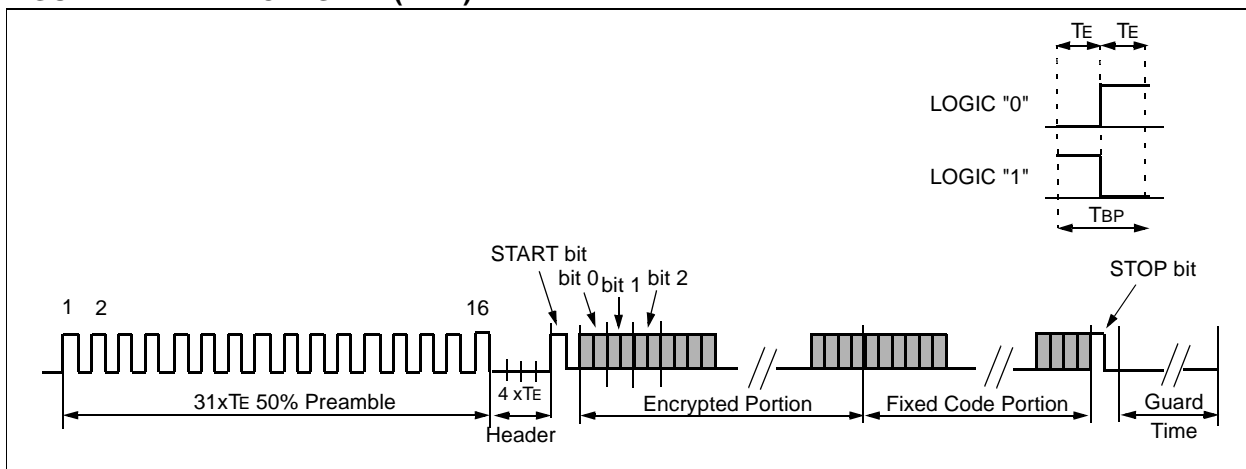 TE TE
LOGIC "0"
LOGIC "1"
TBP
START bit
bit 0 bit 1 bit 2
STOP bit
1 2 16
31xTE 50% Preamble
4 xTE
Header
Encrypted Portion
Fixed Code Portion
Guard
Time